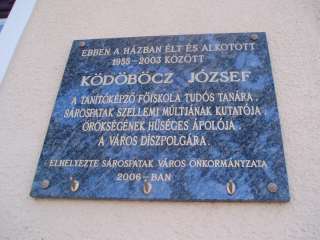 EBBEN A HÁZBAN ÉLT ÉS ALKOTOTT
1955-2003 KÖZÖTT
KÖDÖBÖCZ JÓZSEF
A TANÍTÓKÉPZŐ FŐISKOLA TUDÓS TANÁRA.
SÁROSPATAK SZELLEMI MÚLTJÁNAK KUTATÓJA
ÖRÖKSÉGÉNEK HŰSÉGES ÁPOLÓJA.
A VÁROS DÍSZPOLGÁRA.
ELHELYEZTE SÁROSPATAK VÁROS ÖNKORMÁNYZATA
2006-BAN